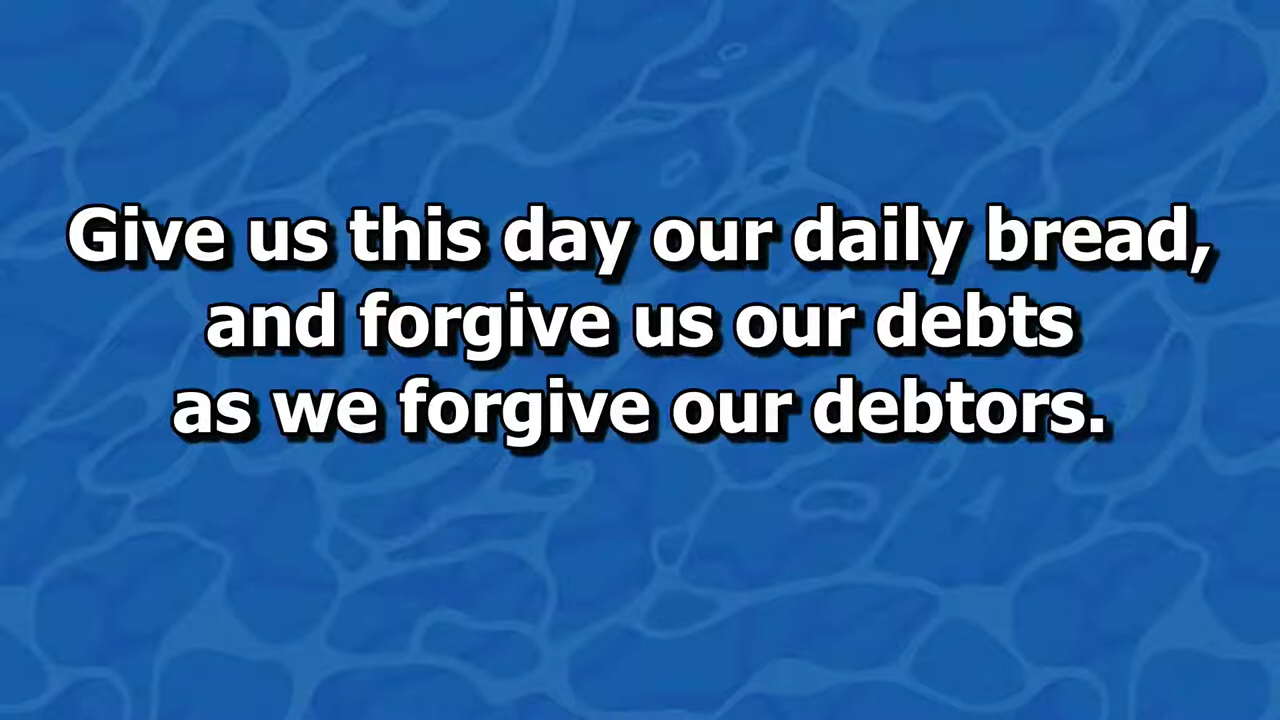 Give us this day our daily bread,
and forgive us our debts
as we forgive our debtors.